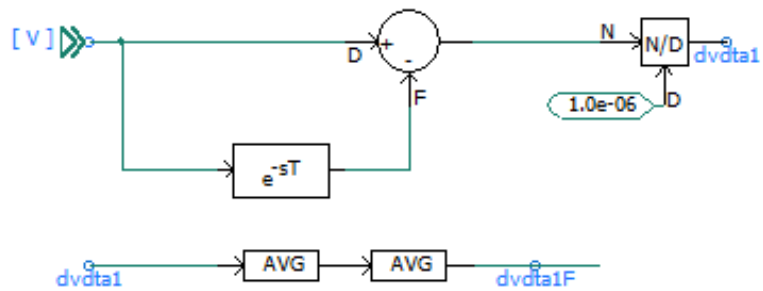 [ V ]
D
+
-
F
N
N/D
dvdta1
1.0e-06
D
e-sT
dvdta1
AVG
AVG
dvdta1F